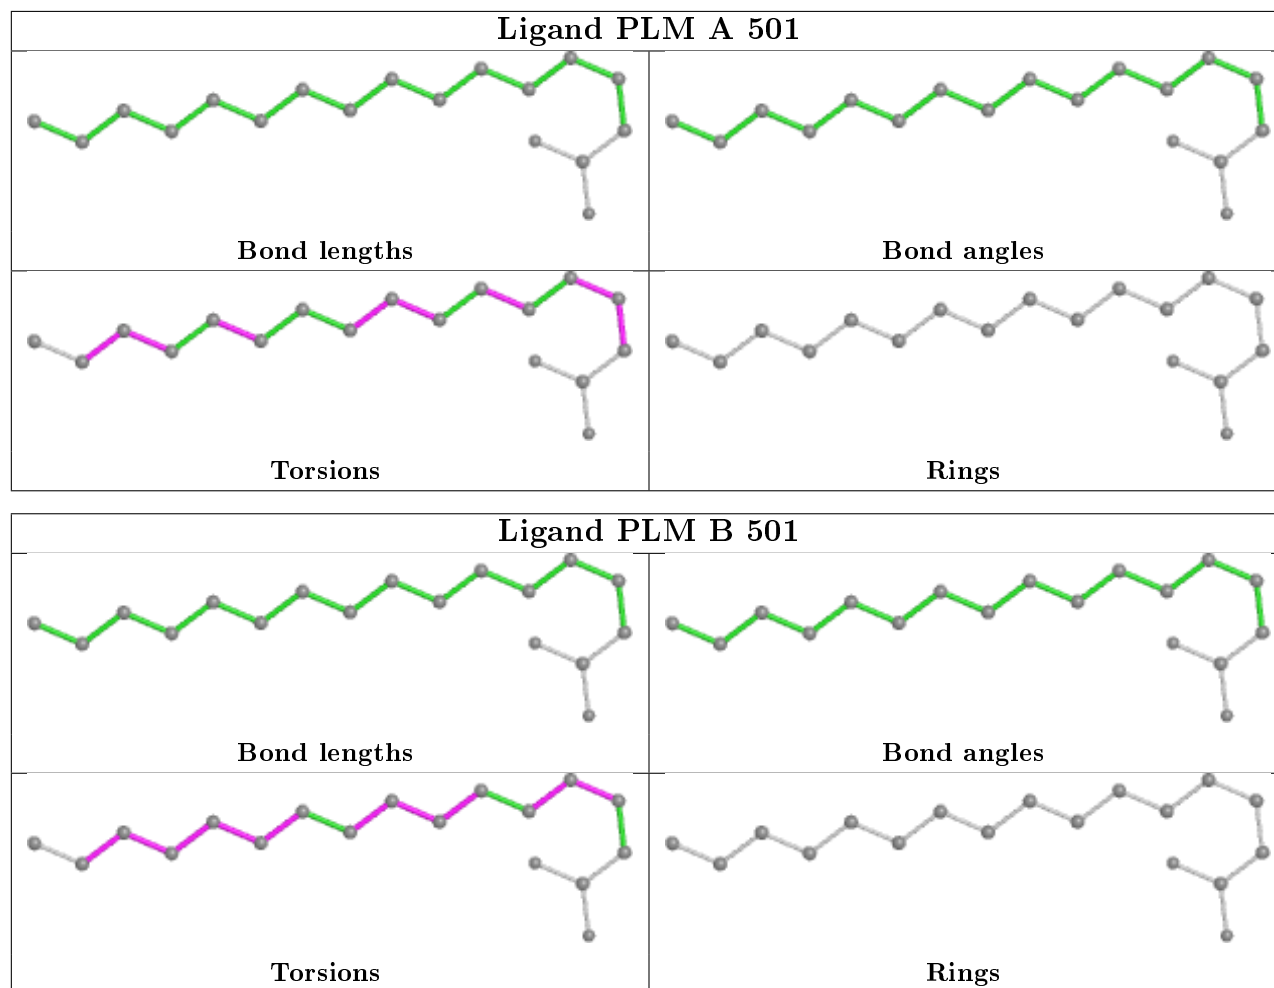 Ligand PLM A 501
Bond lengths
Bond angles
Torsions
Rings
Ligand PLM B 501
Bond lengths
Bond angles
Torsions
Rings